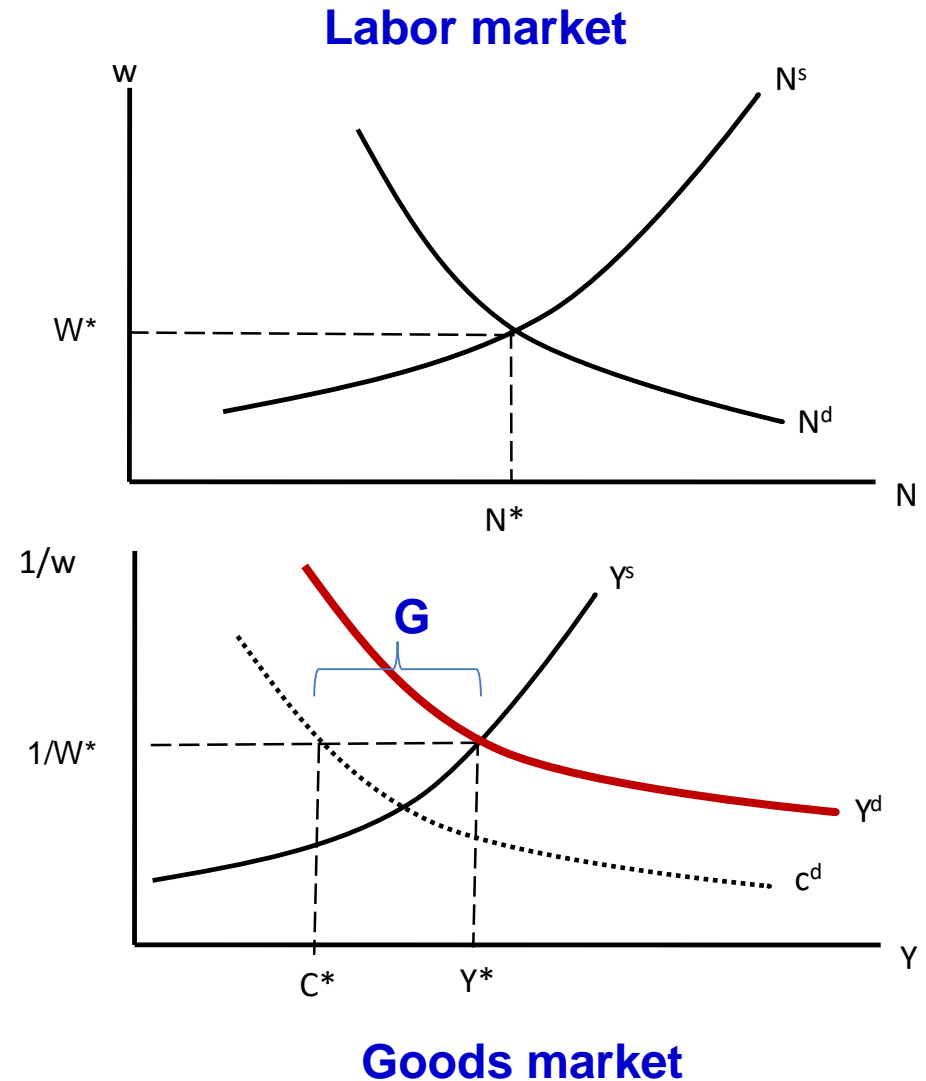 Labor market
w
Nˢ
W*
Nᵈ
N
N*
1/w
Yˢ
G
1/W*
Yᵈ
cᵈ
Y
C*
Y*
Goods market